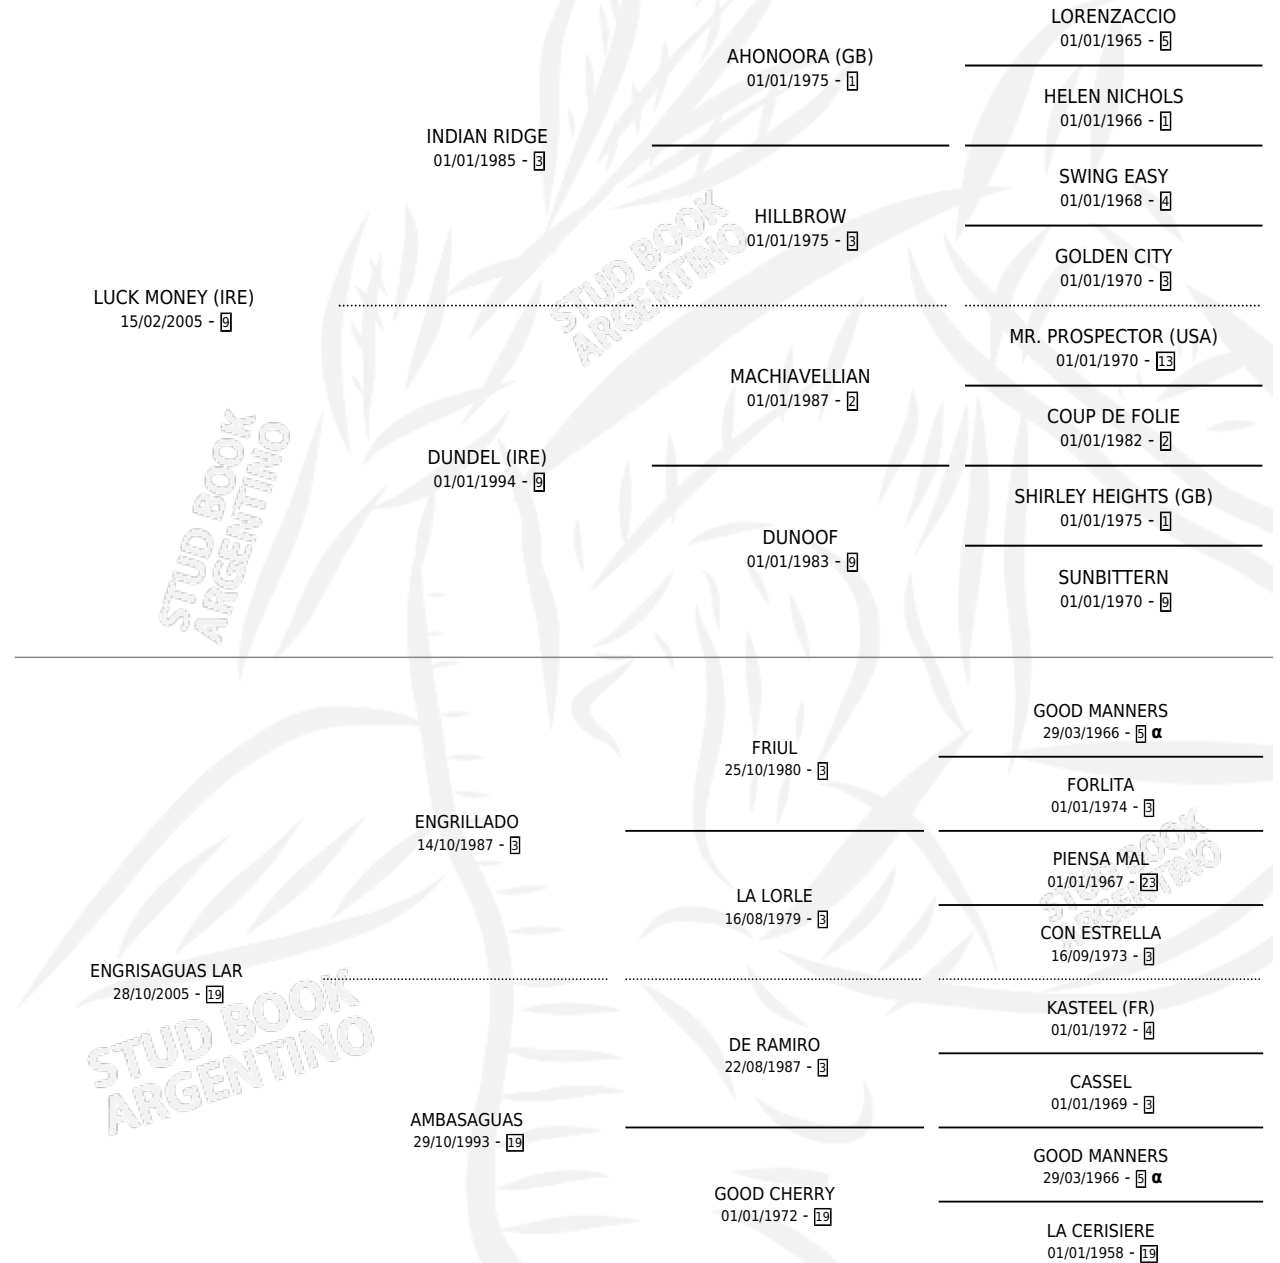 LORENZACCIO
01/01/1965 - 5
AHONOORA (GB)
01/01/1975 - 1
HELEN NICHOLS
01/01/1966 - 1
INDIAN RIDGE
01/01/1985 - 3
SWING EASY
01/01/1968 - 4
HILLBROW
01/01/1975 - 3
GOLDEN CITY
01/01/1970 - 3
LUCK MONEY (IRE)
15/02/2005 - 9
MR. PROSPECTOR (USA)
01/01/1970 - 13
MACHIAVELLIAN
01/01/1987 - 2
COUP DE FOLIE
01/01/1982 - 2
DUNDEL (IRE)
01/01/1994 - 9
SHIRLEY HEIGHTS (GB)
01/01/1975 - 1
DUNOOF
01/01/1983 - 9
SUNBITTERN
01/01/1970 - 9
GOOD MANNERS
29/03/1966 - 5 α
FRIUL
25/10/1980 - 3
FORLITA
01/01/1974 - 3
ENGRILLADO
14/10/1987 - 3
PIENSA MAL
01/01/1967 - 23
LA LORLE
16/08/1979 - 3
CON ESTRELLA
16/09/1973 - 3
ENGRISAGUAS LAR
28/10/2005 - 19
KASTEEL (FR)
01/01/1972 - 4
DE RAMIRO
22/08/1987 - 3
CASSEL
01/01/1969 - 3
AMBASAGUAS
29/10/1993 - 19
GOOD MANNERS
29/03/1966 - 5 α
GOOD CHERRY
01/01/1972 - 19
LA CERISIERE
01/01/1958 - 19
STUD BOOK
ARGENTINO
STUD BOOK
ARGENTINO
STUD BOOK
ARGENTINO
STUD BOOK
ARGENTINO